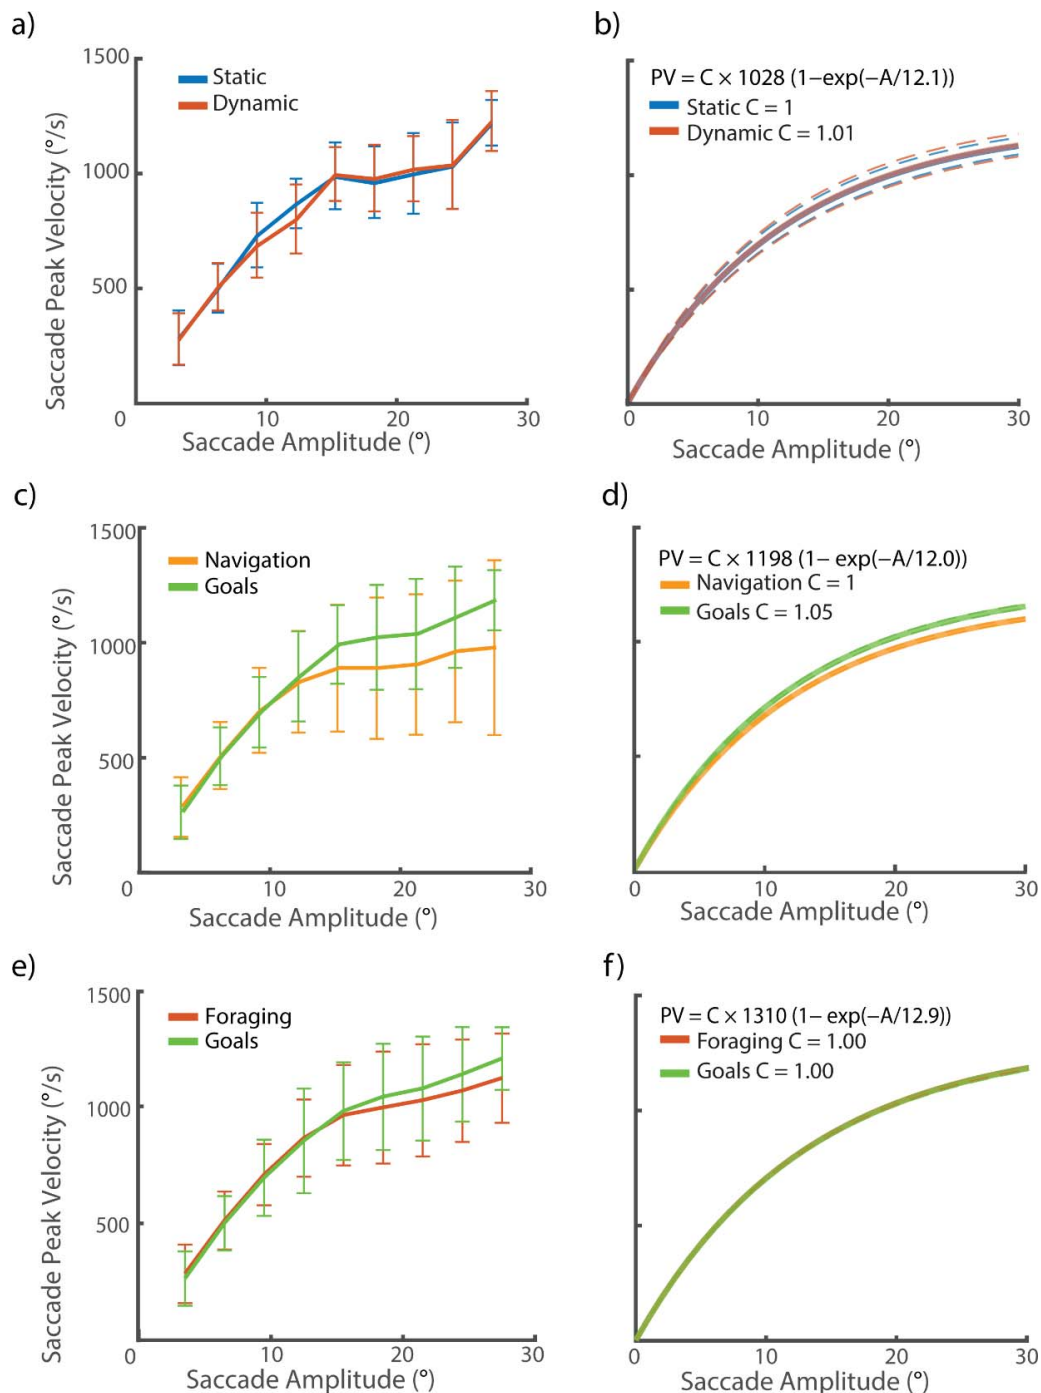 a)
1500
1000
500
0
10
20
30
Saccade Peak Velocity (°/s)
Saccade Amplitude (°)
Static
Dynamic
b)
PV = C × 1028 (1−exp(−A/12.1))
Static C = 1
Dynamic C = 1.01
0
10
20
30
Saccade Amplitude (°)
c)
1500
1000
500
0
10
20
30
Saccade Peak Velocity (°/s)
Saccade Amplitude (°)
Navigation
Goals
d)
PV = C × 1198 (1− exp(−A/12.0))
Navigation C = 1
Goals C = 1.05
0
10
20
30
Saccade Amplitude (°)
e)
1500
1000
500
0
10
20
30
Saccade Peak Velocity (°/s)
Saccade Amplitude (°)
Foraging
Goals
f)
PV = C × 1310 (1− exp(−A/12.9))
Foraging C = 1.00
Goals C = 1.00
0
10
20
30
Saccade Amplitude (°)